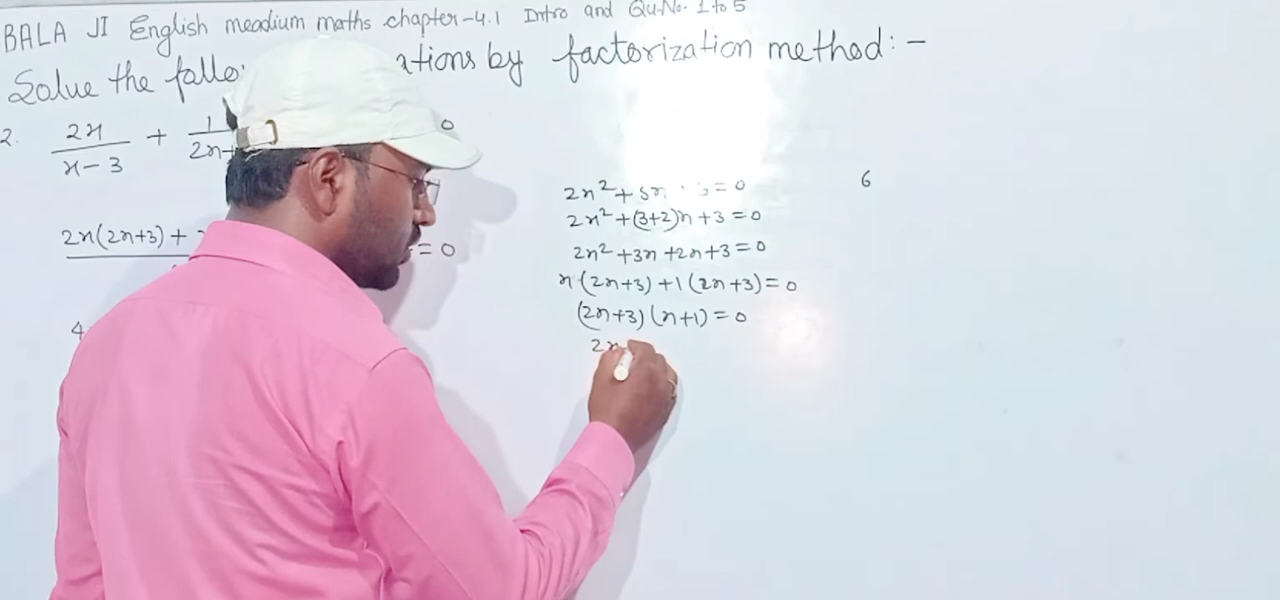 BALA JI English meadium maths chapter-4.1 Intro and Qu.No. 1 to 5
Solve the ations by factorization method:-
2. 2x/x-3 + 1/2x 0
2x(2x+3) + = 0
4
2x² + 5x = 0
2x² + (3+2)x + 3 = 0
2x² + 3x + 2x + 3 = 0
x(2x+3) + 1(2x+3) = 0
(2x+3)(x+1) = 0
2x
6